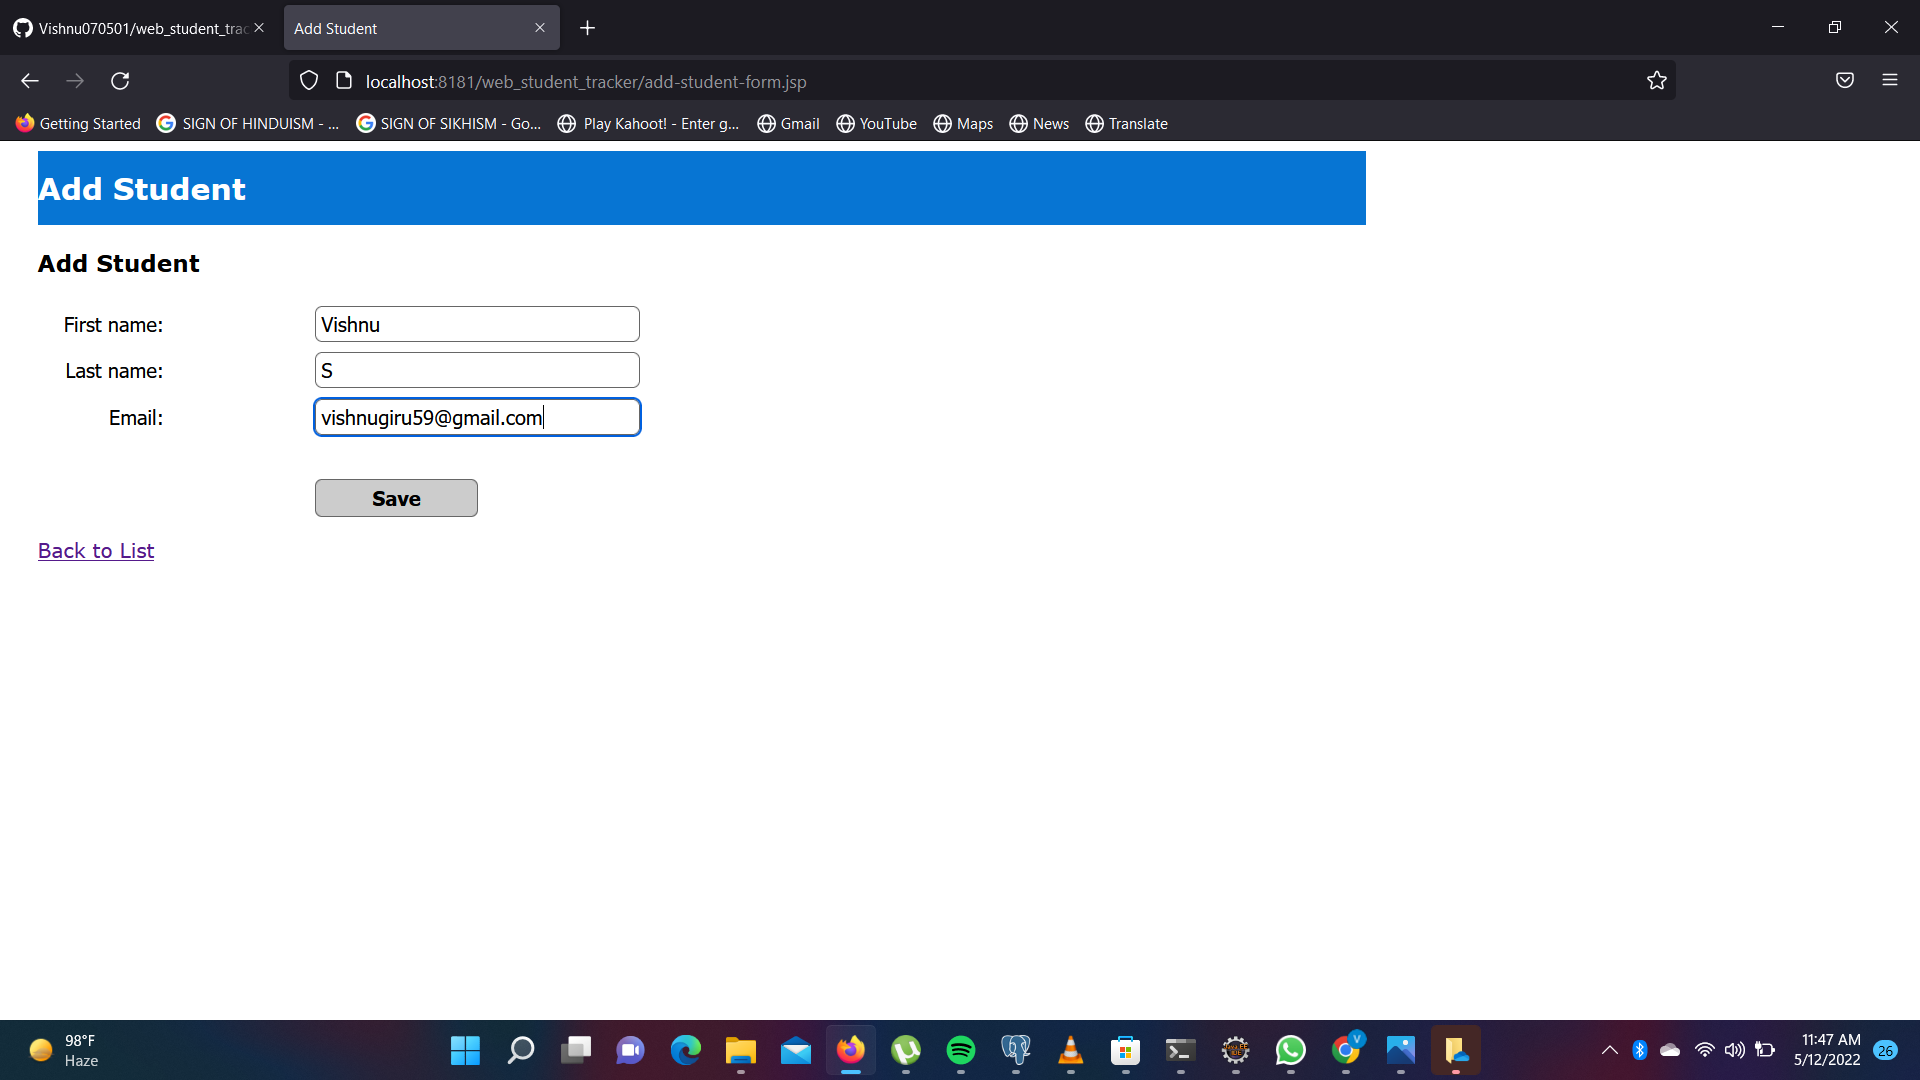 Vishnu070501/web_student_trac
Add Student
localhost:8181/web_student_tracker/add-student-form.jsp
Getting Started
SIGN OF HINDUISM - ...
SIGN OF SIKHISM - Go...
Play Kahoot! - Enter g...
Gmail
YouTube
Maps
News
Translate
Add Student
Add Student
First name:
Vishnu
Last name:
S
Email:
vishnugiru59@gmail.com
Save
Back to List
98°F
Haze
V
11:47 AM
5/12/2022
26